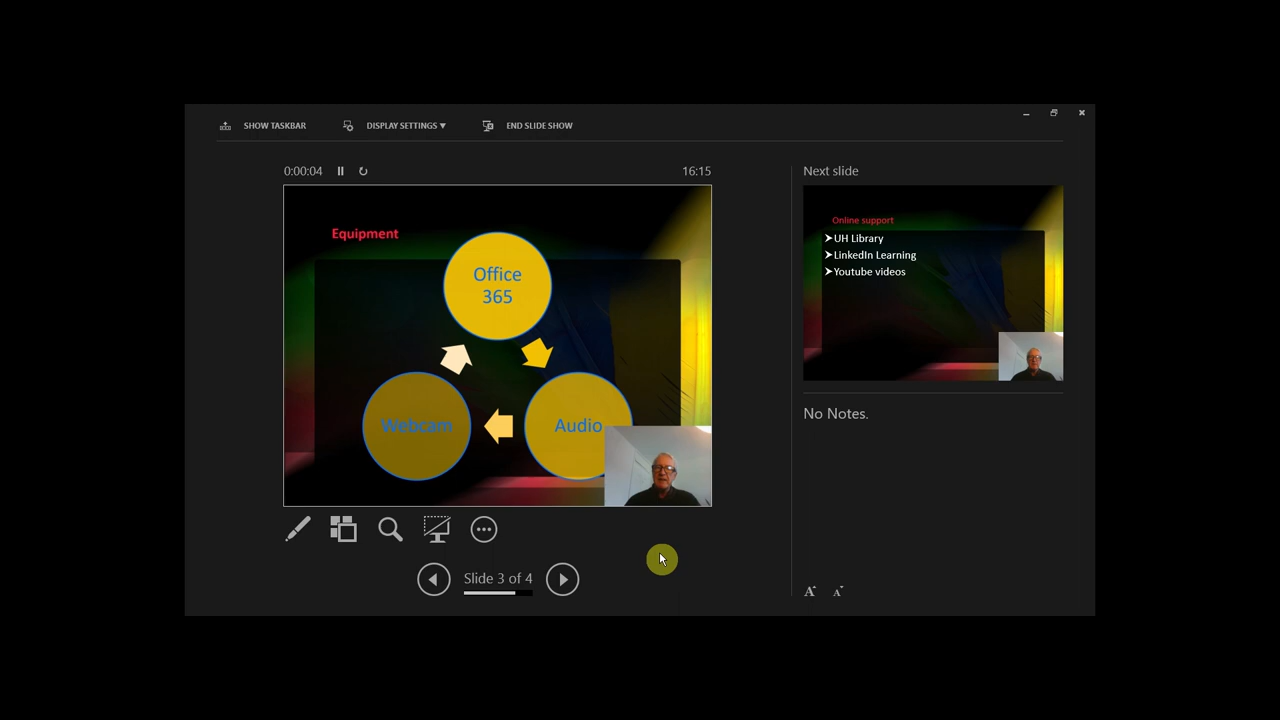 SHOW TASKBAR
DISPLAY SETTINGS ▼
END SLIDE SHOW
0:00:04
16:15
Equipment
Office
365
Webcam
Audio
Slide 3 of 4
Next slide
Online support
➤UH Library
➤LinkedIn Learning
➤Youtube videos
No Notes.
A
A